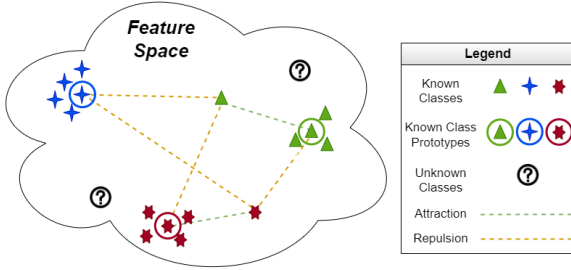 Feature
Space
?
?
Legend
Known
Classes
Known Class
Prototypes
Unknown
Classes
?
Attraction
Repulsion